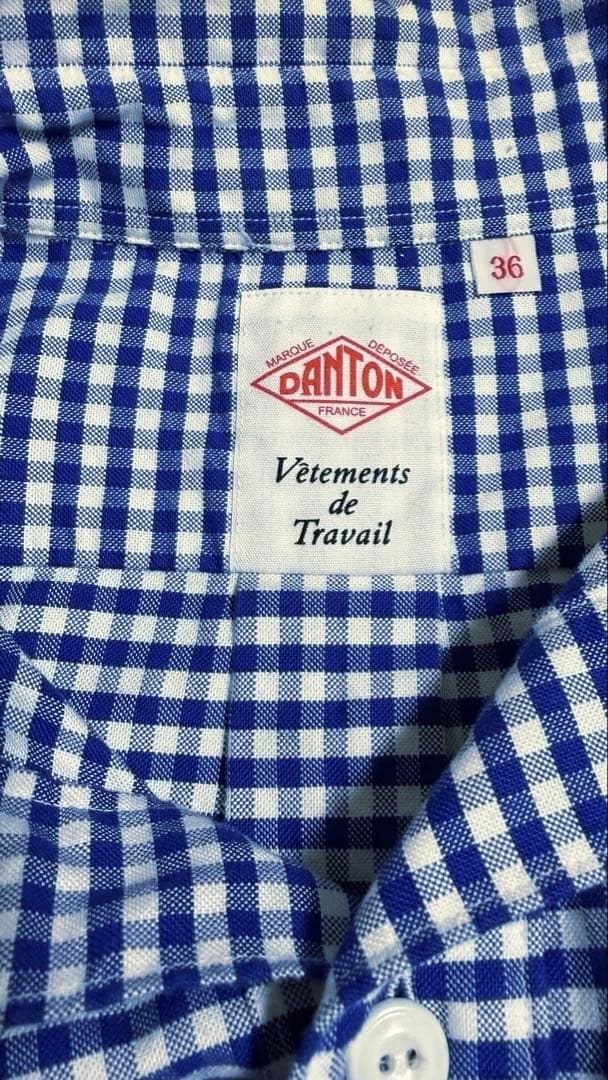 36
MARQUE DÉPOSÉE
DANTON
FRANCE
Vêtements
de
Travail